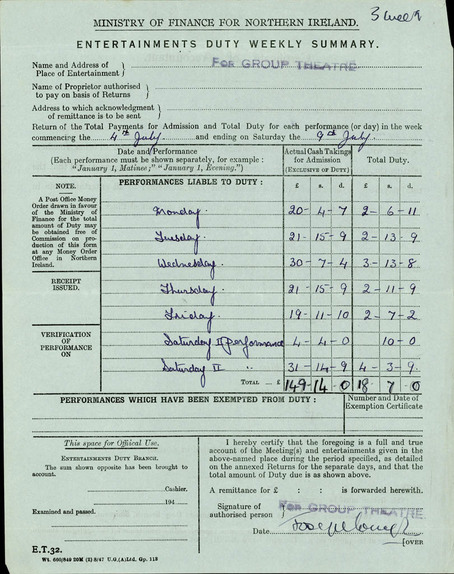 3 week
MINISTRY OF FINANCE FOR NORTHERN IRELAND.
ENTERTAINMENTS DUTY WEEKLY SUMMARY.
Name and Address of Place of Entertainment } FOR GROUP THEATRE
Name of Proprietor authorised to pay on basis of Returns }
Address to which acknowledgment of remittance is to be sent }
Return of the Total Payments for Admission and Total Duty for each performance (or day) in the week
commencing the 4th July and ending on Saturday the 9th July.
Date and Performance
(Each performance must be shown separately, for example :
"January 1, Matinee;" "January 1, Evening.")
Actual Cash Takings for Admission (EXCLUSIVE OF DUTY)
Total Duty.
NOTE.
A Post Office Money
Order drawn in favour
of the Ministry of
Finance for the total
amount of Duty may
be obtained free of
Commission on pro-
duction of this form
at any Money Order
Office in Northern
Ireland.
RECEIPT
ISSUED.
VERIFICATION
OF
PERFORMANCE
ON
PERFORMANCES LIABLE TO DUTY : £ s. d. £ s. d.
Monday. 20- 4- 7 2- 6- 11
Tuesday. 21- 15- 9 2- 13- 9
Wednesday. 30- 7- 4 3- 13- 8
Thursday. 21- 15- 9 2- 11- 9
Friday. 19- 11- 10 2- 7- 2
Saturday performance 4- 4- 0 10- 0
Saturday II " 31- 14- 9 4- 3- 9
TOTAL ... £ 149 14 0 18 7 0
PERFORMANCES WHICH HAVE BEEN EXEMPTED FROM DUTY :
Number and Date of
Exemption Certificate
This space for Official Use.
ENTERTAINMENTS DUTY BRANCH.
The sum shown opposite has been brought to
account.
Cashier.
194
Examined and passed.
I hereby certify that the foregoing is a full and true
account of the Meeting(s) and entertainments given in the
above-named place during the period specified, as detailed
on the annexed Returns for the separate days, and that the
total amount of Duty due is as shown above.
A remittance for £ : : is forwarded herewith.
Signature of
authorised person } FOR GROUP THEATRE
Date
[OVER
E.T.32.
Wt. 680/849 20M (2) 8/47 U.G.(A)Ltd. Gp. 118